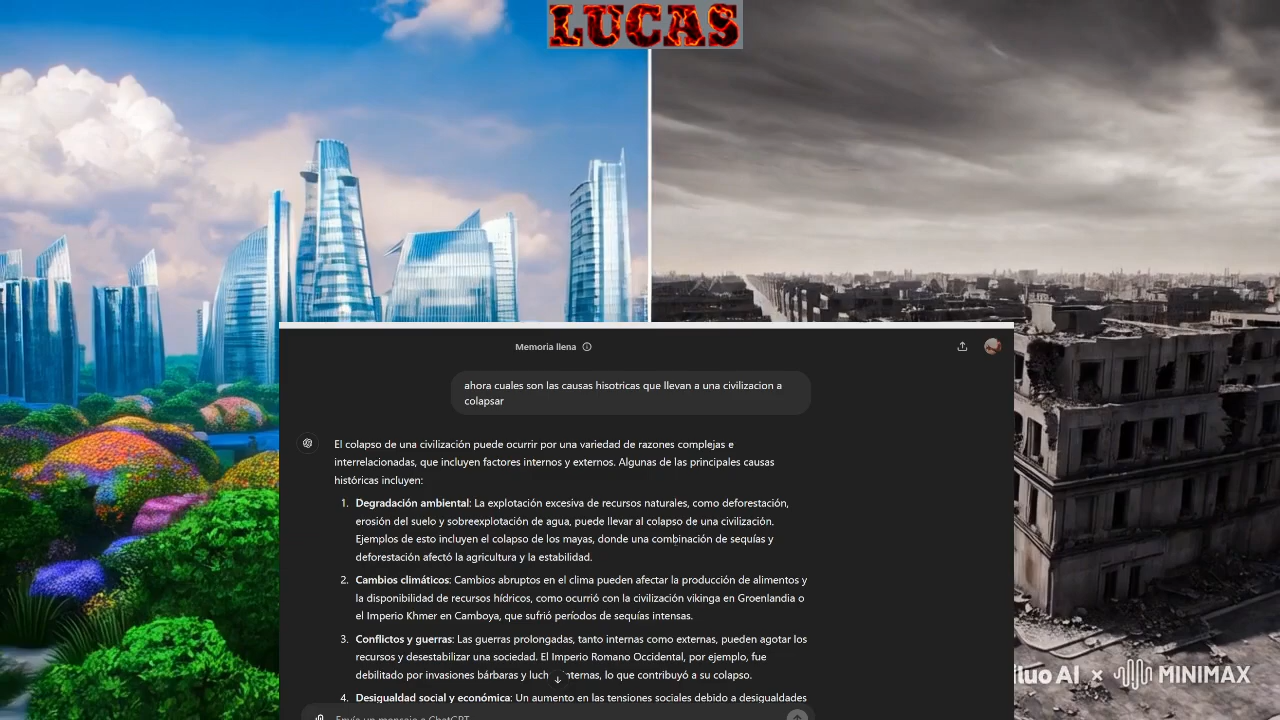 LUCAS
Memoria llena
ahora cuales son las causas hisotricas que llevan a una civilizacion a
colapsar
El colapso de una civilización puede ocurrir por una variedad de razones complejas e
interrelacionadas, que incluyen factores internos y externos. Algunas de las principales causas
históricas incluyen:
1. Degradación ambiental: La explotación excesiva de recursos naturales, como deforestación,
erosión del suelo y sobreexplotación de agua, puede llevar al colapso de una civilización.
Ejemplos de esto incluyen el colapso de los mayas, donde una combinación de sequías y
deforestación afectó la agricultura y la estabilidad.
2. Cambios climáticos: Cambios abruptos en el clima pueden afectar la producción de alimentos y
la disponibilidad de recursos hídricos, como ocurrió con la civilización vikinga en Groenlandia o
el Imperio Khmer en Camboya, que sufrió períodos de sequías intensas.
3. Conflictos y guerras: Las guerras prolongadas, tanto internas como externas, pueden agotar los
recursos y desestabilizar una sociedad. El Imperio Romano Occidental, por ejemplo, fue
debilitado por invasiones bárbaras y luch internas, lo que contribuyó a su colapso.
4. Desigualdad social y económica: Un aumento en las tensiones sociales debido a desigualdades
Envía un mensaje a ChatGPT
luo AI × MINIMAX